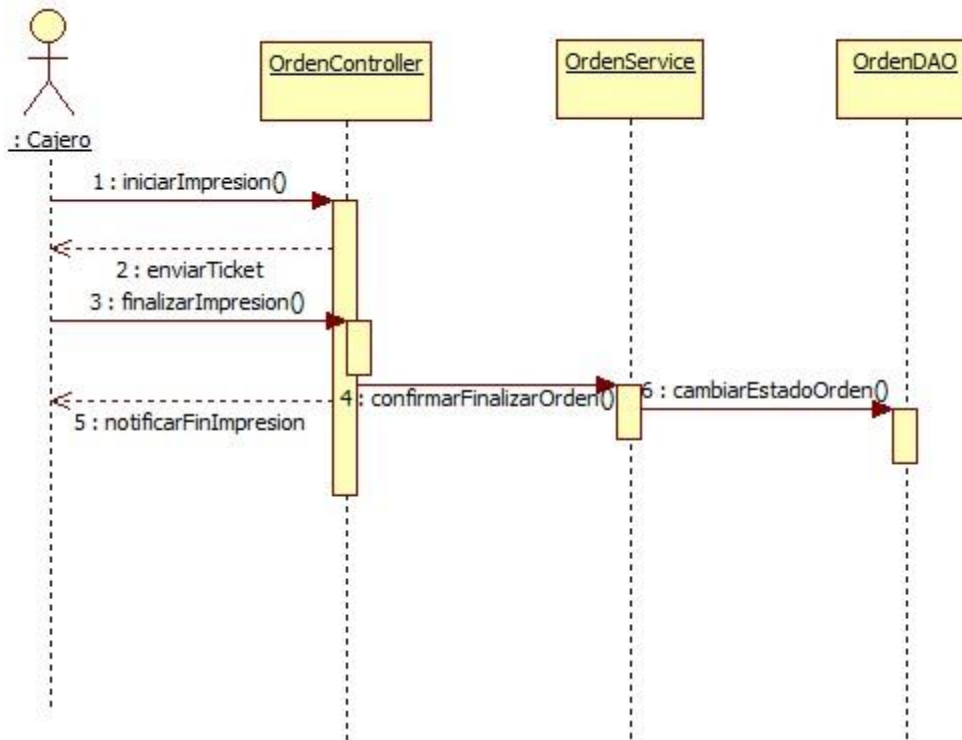 OrdenController
OrdenService
OrdenDAO
: Cajero
1 : iniciarImpresion()
2 : enviarTicket
3 : finalizarImpresion()
4 : confirmarFinalizarOrden()
6 : cambiarEstadoOrden()
5 : notificarFinImpresion